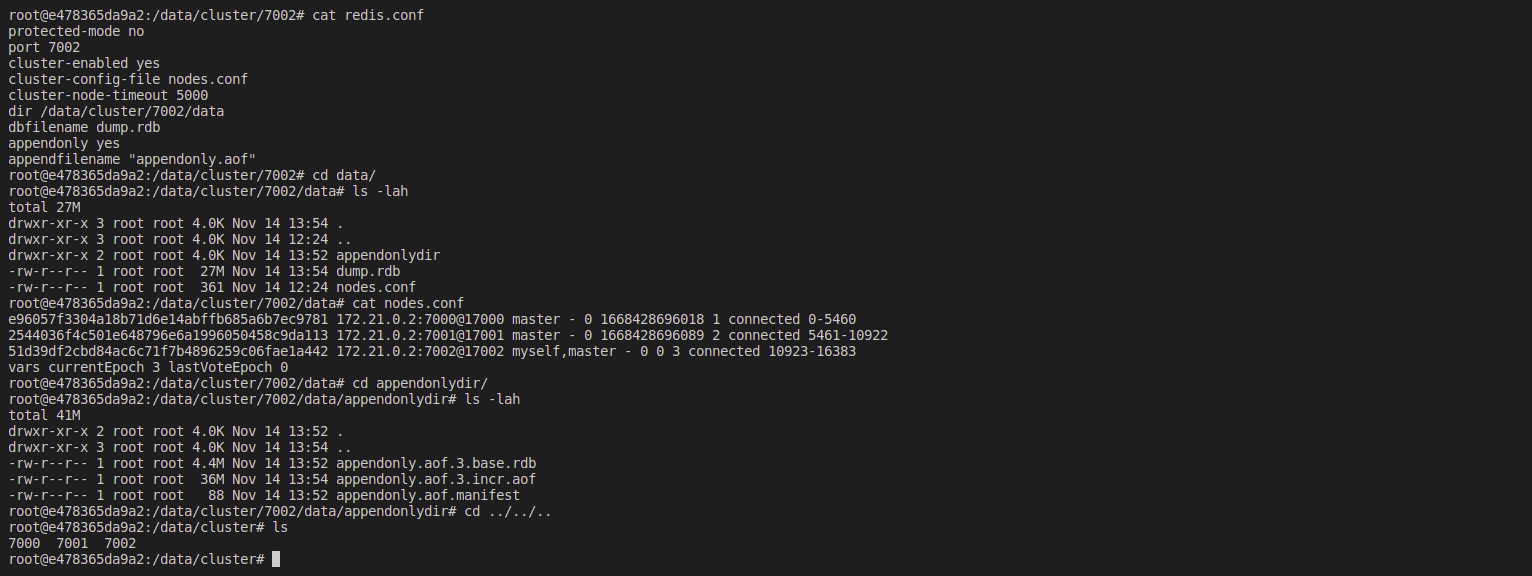 root@e478365da9a2:/data/cluster/7002# cat redis.conf
protected-mode no
port 7002
cluster-enabled yes
cluster-config-file nodes.conf
cluster-node-timeout 5000
dir /data/cluster/7002/data
dbfilename dump.rdb
appendonly yes
appendfilename "appendonly.aof"
root@e478365da9a2:/data/cluster/7002# cd data/
root@e478365da9a2:/data/cluster/7002/data# ls -lah
total 27M
drwxr-xr-x 3 root root 4.0K Nov 14 13:54 .
drwxr-xr-x 3 root root 4.0K Nov 14 12:24 ..
drwxr-xr-x 2 root root 4.0K Nov 14 13:52 appendonlydir
-rw-r--r-- 1 root root  27M Nov 14 13:54 dump.rdb
-rw-r--r-- 1 root root  361 Nov 14 12:24 nodes.conf
root@e478365da9a2:/data/cluster/7002/data# cat nodes.conf
e96057f3304a18b71d6e14abffb685a6b7ec9781 172.21.0.2:7000@17000 master - 0 1668428696018 1 connected 0-5460
2544036f4c501e648796e6a1996050458c9da113 172.21.0.2:7001@17001 master - 0 1668428696089 2 connected 5461-10922
51d39df2cbd84ac6c71f7b4896259c06fae1a442 172.21.0.2:7002@17002 myself,master - 0 0 3 connected 10923-16383
vars currentEpoch 3 lastVoteEpoch 0
root@e478365da9a2:/data/cluster/7002/data# cd appendonlydir/
root@e478365da9a2:/data/cluster/7002/data/appendonlydir# ls -lah
total 41M
drwxr-xr-x 2 root root 4.0K Nov 14 13:52 .
drwxr-xr-x 3 root root 4.0K Nov 14 13:54 ..
-rw-r--r-- 1 root root 4.4M Nov 14 13:52 appendonly.aof.3.base.rdb
-rw-r--r-- 1 root root  36M Nov 14 13:54 appendonly.aof.3.incr.aof
-rw-r--r-- 1 root root   88 Nov 14 13:52 appendonly.aof.manifest
root@e478365da9a2:/data/cluster/7002/data/appendonlydir# cd ../../..
root@e478365da9a2:/data/cluster# ls
7000  7001  7002
root@e478365da9a2:/data/cluster#